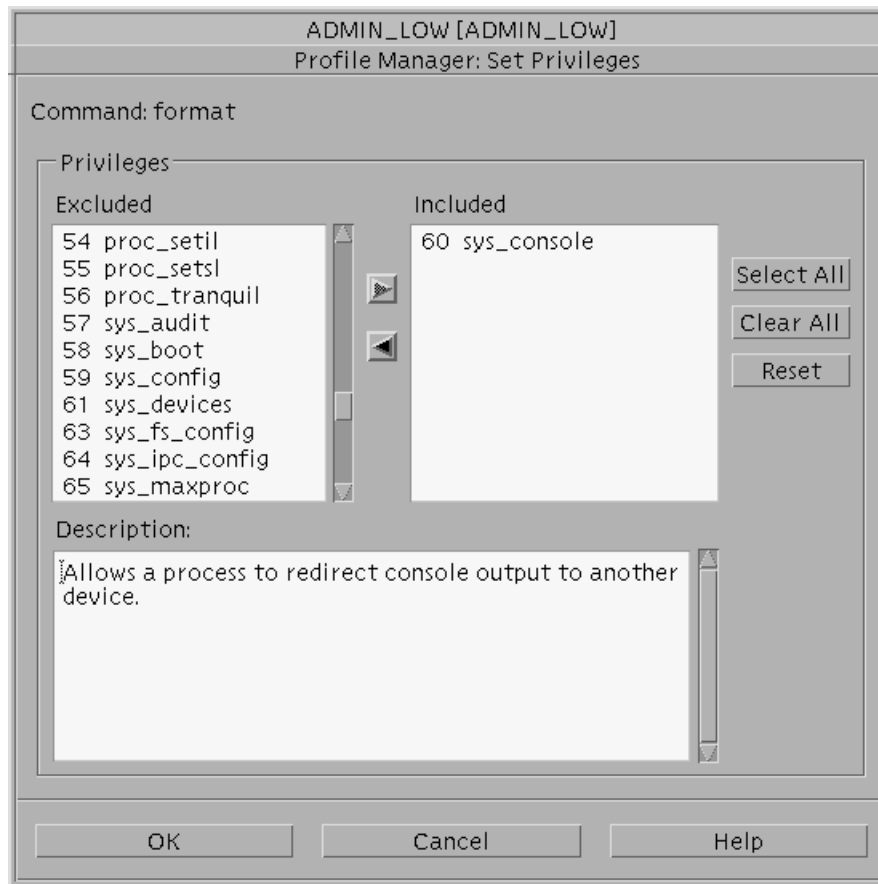 ADMIN_LOW [ADMIN_LOW]
Profile Manager: Set Privileges
Command: format
Privileges
Excluded
54 proc_setil
55 proc_setsl
56 proc_tranquil
57 sys_audit
58 sys_boot
59 sys_config
61 sys_devices
63 sys_fs_config
64 sys_ipc_config
65 sys_maxproc
Included
60 sys_console
Select All
Clear All
Reset
Description:
Allows a process to redirect console output to another
device.
OK
Cancel
Help